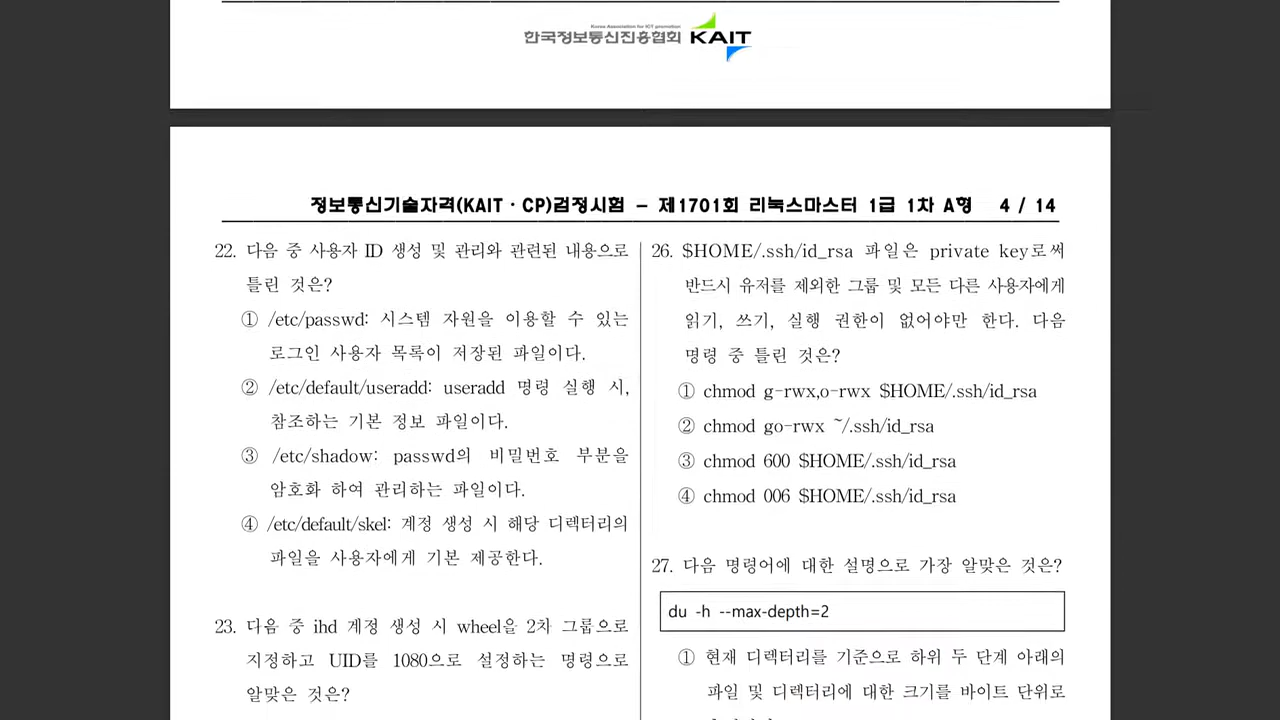 Korea Association for ICT promotion
한국정보통신진흥협회 KAIT
정보통신기술자격(KAIT · CP)검정시험 - 제1701회 리눅스마스터 1급 1차 A형 4 / 14
22. 다음 중 사용자 ID 생성 및 관리와 관련된 내용으로
틀린 것은?
① /etc/passwd: 시스템 자원을 이용할 수 있는
로그인 사용자 목록이 저장된 파일이다.
② /etc/default/useradd: useradd 명령 실행 시,
참조하는 기본 정보 파일이다.
③ /etc/shadow: passwd의 비밀번호 부분을
암호화 하여 관리하는 파일이다.
④ /etc/default/skel: 계정 생성 시 해당 디렉터리의
파일을 사용자에게 기본 제공한다.
23. 다음 중 ihd 계정 생성 시 wheel을 2차 그룹으로
지정하고 UID를 1080으로 설정하는 명령으로
알맞은 것은?
26. $HOME/.ssh/id_rsa 파일은 private key로써
반드시 유저를 제외한 그룹 및 모든 다른 사용자에게
읽기, 쓰기, 실행 권한이 없어야만 한다. 다음
명령 중 틀린 것은?
① chmod g-rwx,o-rwx $HOME/.ssh/id_rsa
② chmod go-rwx ~/.ssh/id_rsa
③ chmod 600 $HOME/.ssh/id_rsa
④ chmod 006 $HOME/.ssh/id_rsa
27. 다음 명령어에 대한 설명으로 가장 알맞은 것은?
du -h --max-depth=2
① 현재 디렉터리를 기준으로 하위 두 단계 아래의
파일 및 디렉터리에 대한 크기를 바이트 단위로